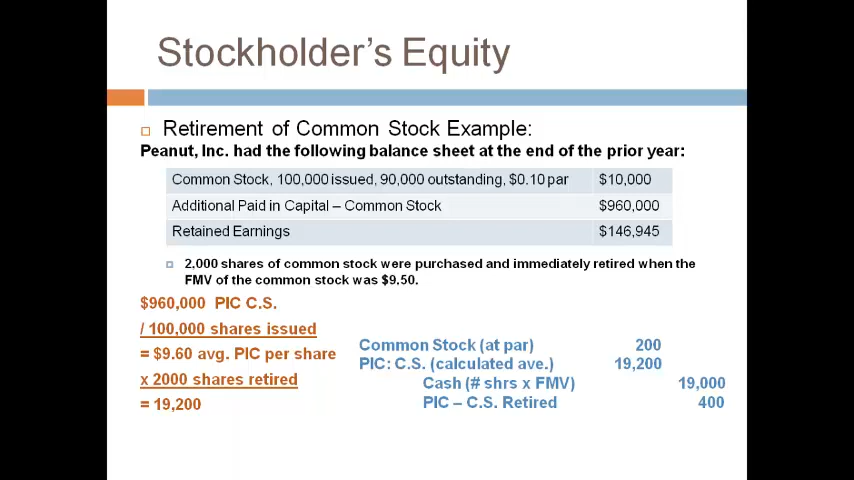 Stockholder's Equity
Retirement of Common Stock Example:
Peanut, Inc. had the following balance sheet at the end of the prior year:
Common Stock, 100,000 issued, 90,000 outstanding, $0.10 par $10,000
Additional Paid in Capital – Common Stock $960,000
Retained Earnings $146,945
2,000 shares of common stock were purchased and immediately retired when the
FMV of the common stock was $9.50.
$960,000 PIC C.S.
/ 100,000 shares issued
= $9.60 avg. PIC per share
x 2000 shares retired
= 19,200
Common Stock (at par) 200
PIC: C.S. (calculated ave.) 19,200
Cash (# shrs x FMV) 19,000
PIC – C.S. Retired 400